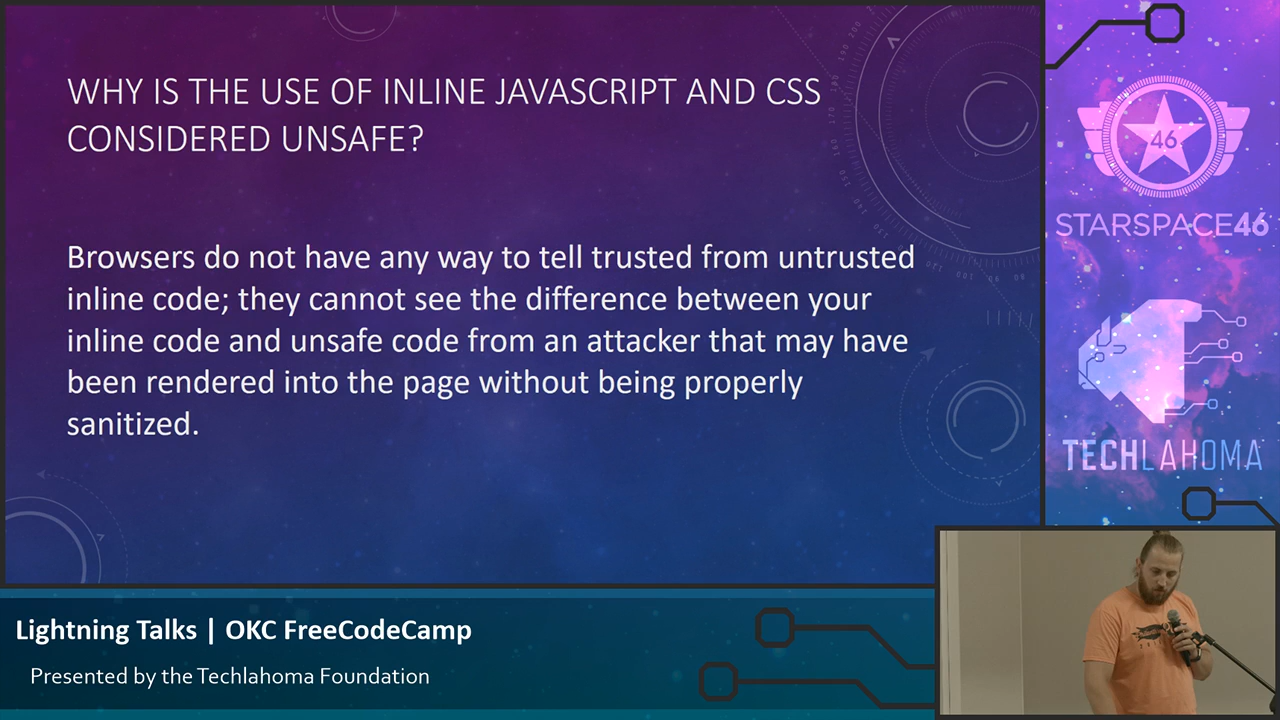 WHY IS THE USE OF INLINE JAVASCRIPT AND CSS
CONSIDERED UNSAFE?
Browsers do not have any way to tell trusted from untrusted
inline code; they cannot see the difference between your
inline code and unsafe code from an attacker that may have
been rendered into the page without being properly
sanitized.
46
STARSPACE46
TECHLAHOMA
Lightning Talks | OKC FreeCodeCamp
Presented by the Techlahoma Foundation